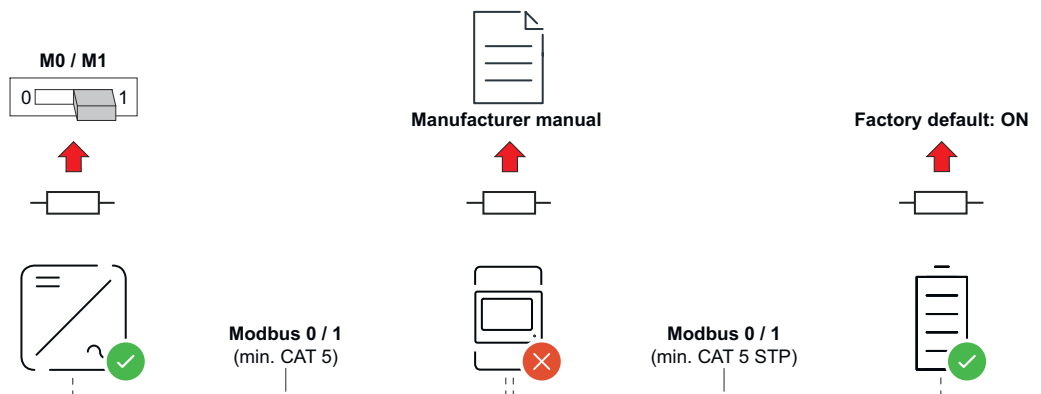 M0 / M1
0 1
Manufacturer manual
Factory default: ON
Modbus 0 / 1
(min. CAT 5)
Modbus 0 / 1
(min. CAT 5 STP)